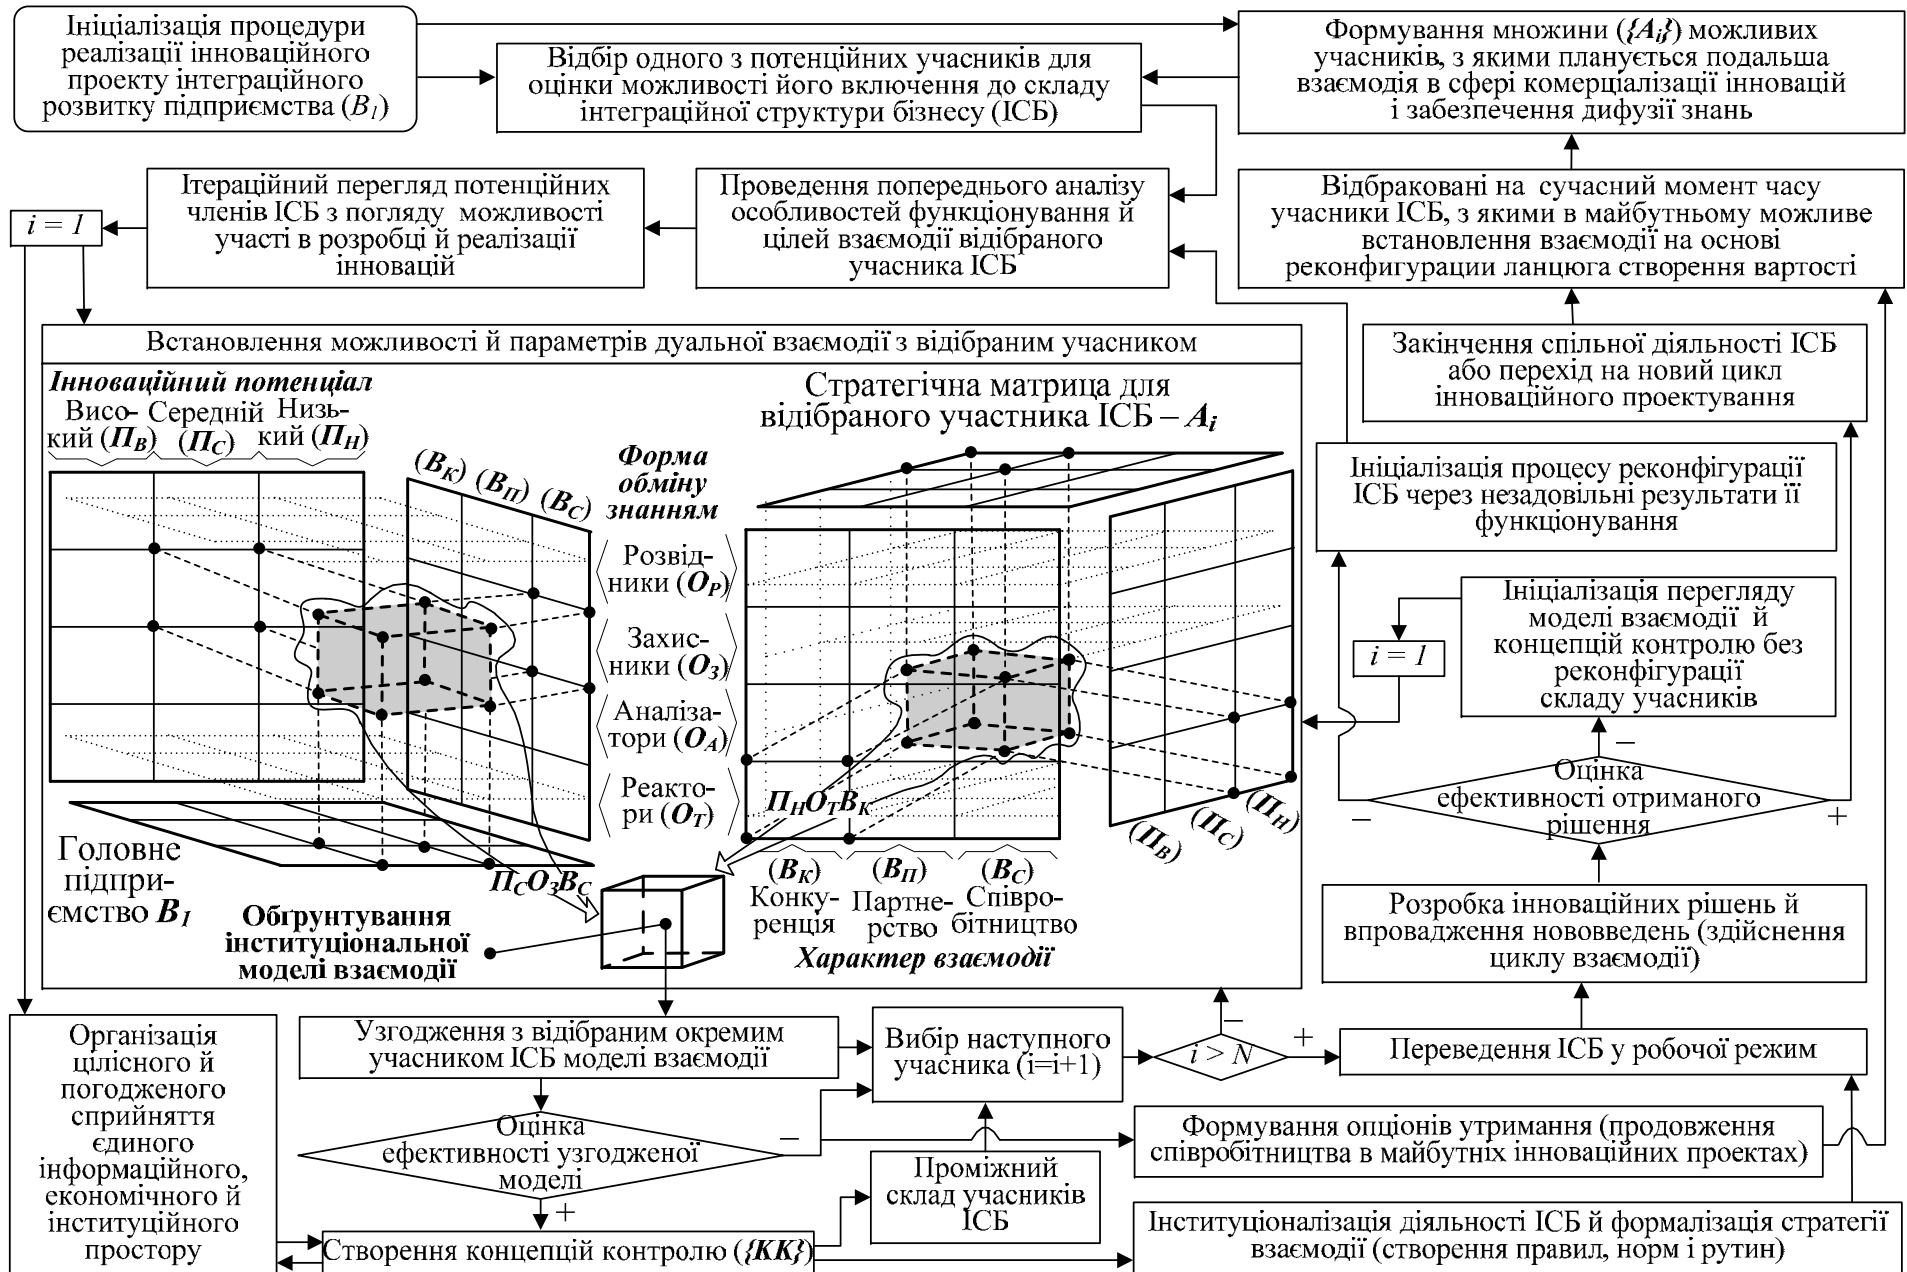 Ініціалізація процедури
реалізації інноваційного
проекту інтеграційного
розвитку підприємства (B1)
Відбір одного з потенційних учасників для
оцінки можливості його включення до складу
інтеграційної структури бізнесу (ІСБ)
Формування множини ({Ai}) можливих
учасників, з якими планується подальша
взаємодія в сфері комерціалізації інновацій
і забезпечення дифузії знань
i = 1
Ітераційний перегляд потенційних
членів ІСБ з погляду можливості
участі в розробці й реалізації
інновацій
Проведення попереднього аналізу
особливостей функціонування й
цілей взаємодії відібраного
учасника ІСБ
Відбраковані на сучасний момент часу
учасники ІСБ, з якими в майбутньому можливе
встановлення взаємодії на основі
реконфигурации ланцюга створення вартості
Встановлення можливості й параметрів дуальної взаємодії з відібраним учасником
Закінчення спільної діяльності ІСБ
або перехід на новий цикл
інноваційного проектування
Інноваційний потенціал
Висо- Середній Низь-
кий (ПВ) (ПС) кий (ПН)
Стратегічна матриця для
відібраного участника ІСБ – Ai
(ВК) (ВП) (ВС)
Форма
обміну
знанням
Розвід-
ники (ОР)
Захис-
ники (ОЗ)
Аналіза-
тори (ОА)
Реакто-
ри (ОТ)
ПНОТВК
(ПВ) (ПС) (ПН)
Головне
підпри-
ємство В1
ПСОЗВС
(ВК) (ВП) (ВС)
Конку-
ренція
Партне-
рство
Співро-
бітництво
Характер взаємодії
Обґрунтування
інституціональної
моделі взаємодії
Ініціалізація процесу реконфігурації
ІСБ через незадовільні результати її
функціонування
Ініціалізація перегляду
моделі взаємодії й
концепцій контролю без
реконфігурації
складу учасників
i = 1
–
Оцінка
ефективності отриманого
рішення
–
+
Розробка інноваційних рішень й
впровадження нововведень (здійснення
циклу взаємодії)
Організація
цілісного й
погодженого
сприйняття
єдиного
інформаційного,
економічного й
інституційного
простору
Узгодження з відібраним окремим
учасником ІСБ моделі взаємодії
Вибір наступного
учасника (i=i+1)
–
i > N
+
Переведення ІСБ у робочої режим
Оцінка
ефективності узгодженої
моделі
–
+
Формування опціонів утримання (продовження
співробітництва в майбутніх інноваційних проектах)
Проміжний
склад учасників
ІСБ
Створення концепцій контролю ({КК})
Інституціоналізація діяльності ІСБ й формалізація стратегії
взаємодії (створення правил, норм і рутин)